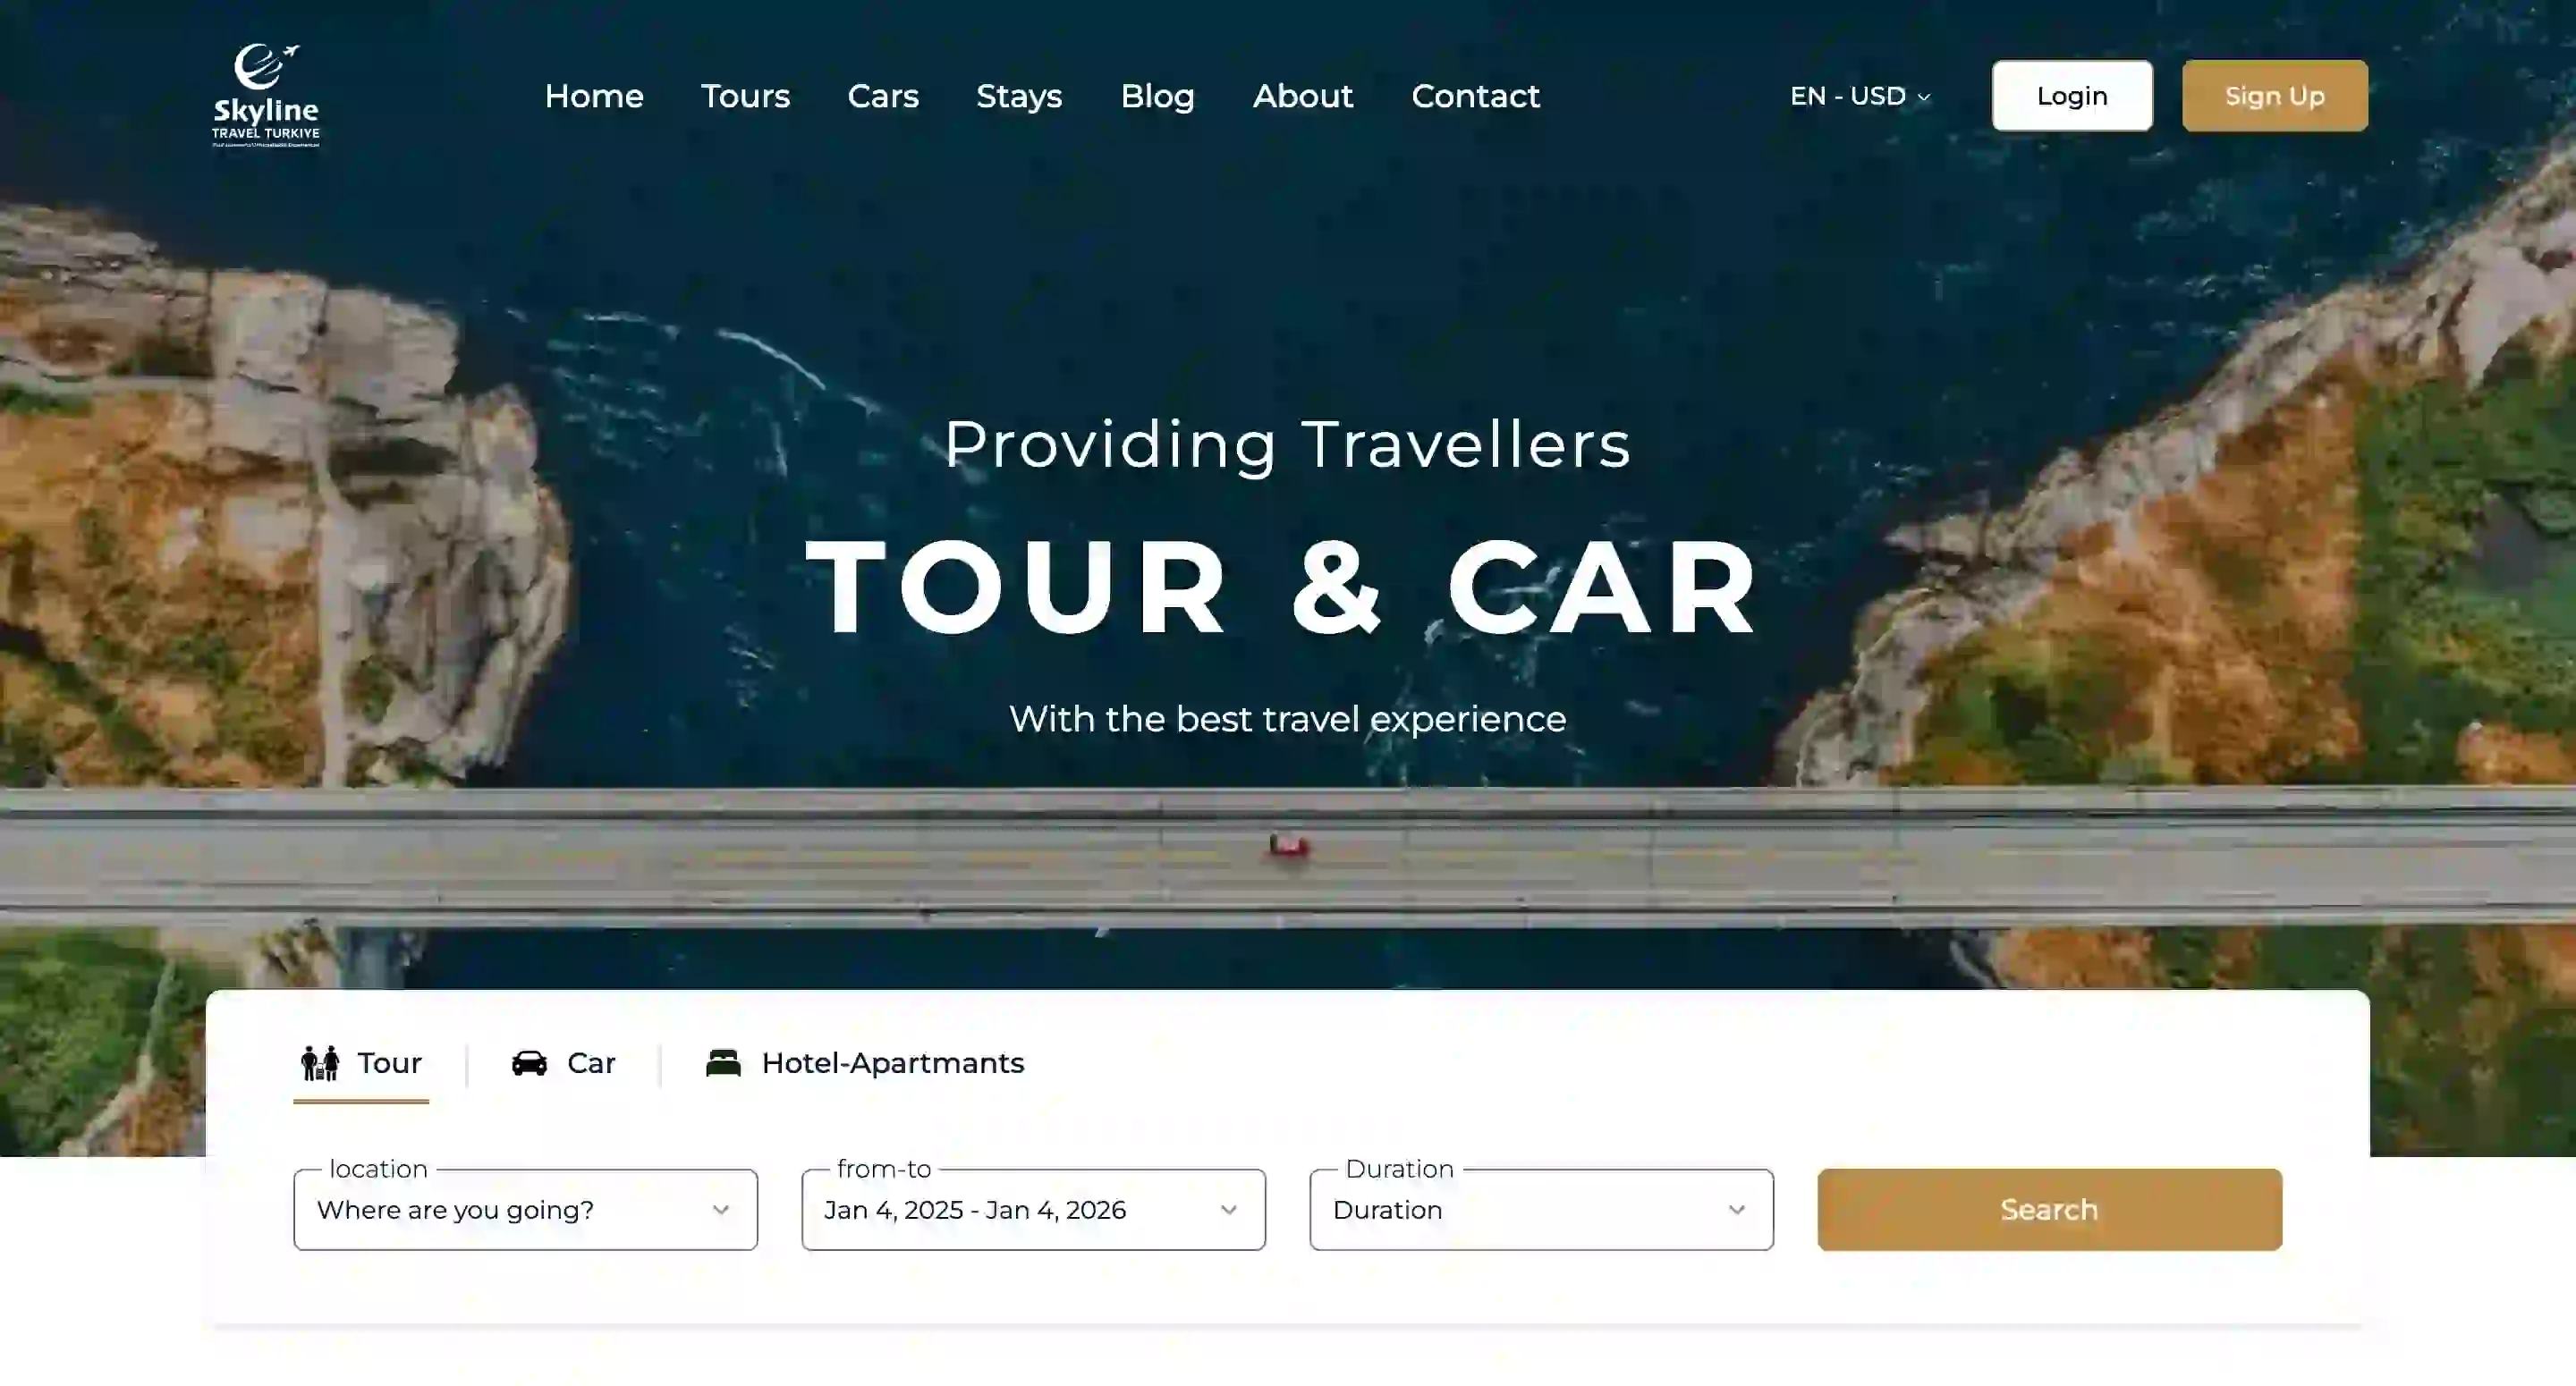 Skyline
TRAVEL TURKIYE
Home Tours Cars Stays Blog About Contact
EN - USD
Login
Sign Up
Providing Travellers
TOUR & CAR
With the best travel experience
Tour
Car
Hotel-Apartmants
location
Where are you going?
from-to
Jan 4, 2025 - Jan 4, 2026
Duration
Duration
Search